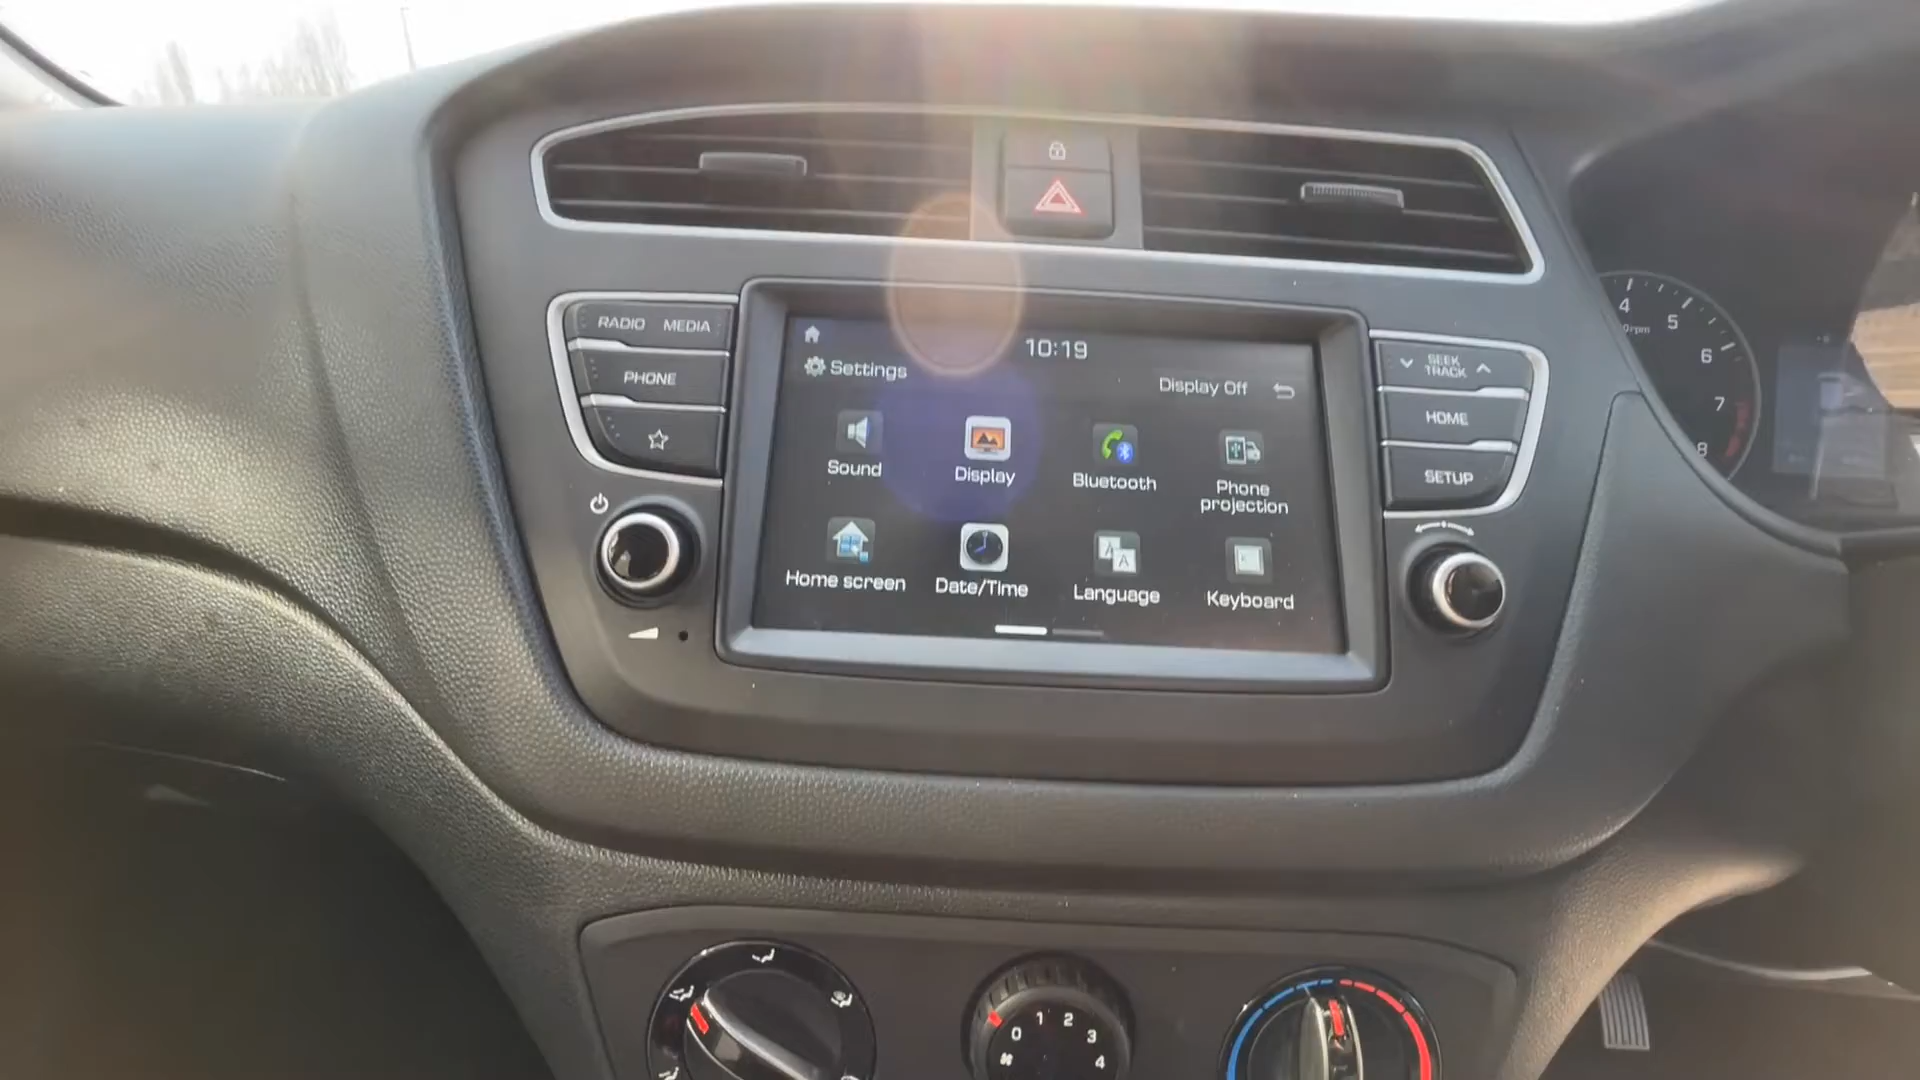 RADIO MEDIA
PHONE
10:19
Settings
Display Off
Sound
Display
Bluetooth
Phone
projection
Home screen
Date/Time
Language
Keyboard
SEEK
TRACK
HOME
SETUP
4
5
6
7
8
0 1 2 3 4